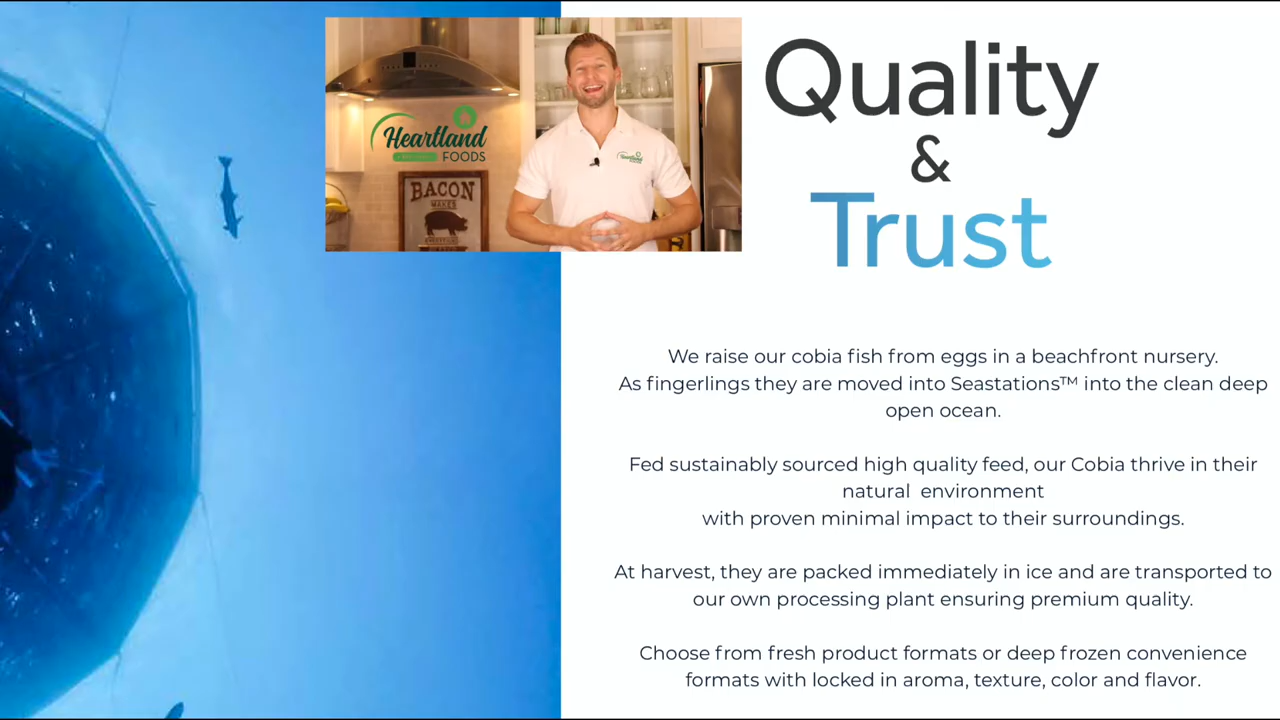 Heartland
FOODS
BACON
MAKES
Heartland
FOODS
Quality
&
Trust
We raise our cobia fish from eggs in a beachfront nursery.
As fingerlings they are moved into Seastations™ into the clean deep
open ocean.
Fed sustainably sourced high quality feed, our Cobia thrive in their
natural environment
with proven minimal impact to their surroundings.
At harvest, they are packed immediately in ice and are transported to
our own processing plant ensuring premium quality.
Choose from fresh product formats or deep frozen convenience
formats with locked in aroma, texture, color and flavor.